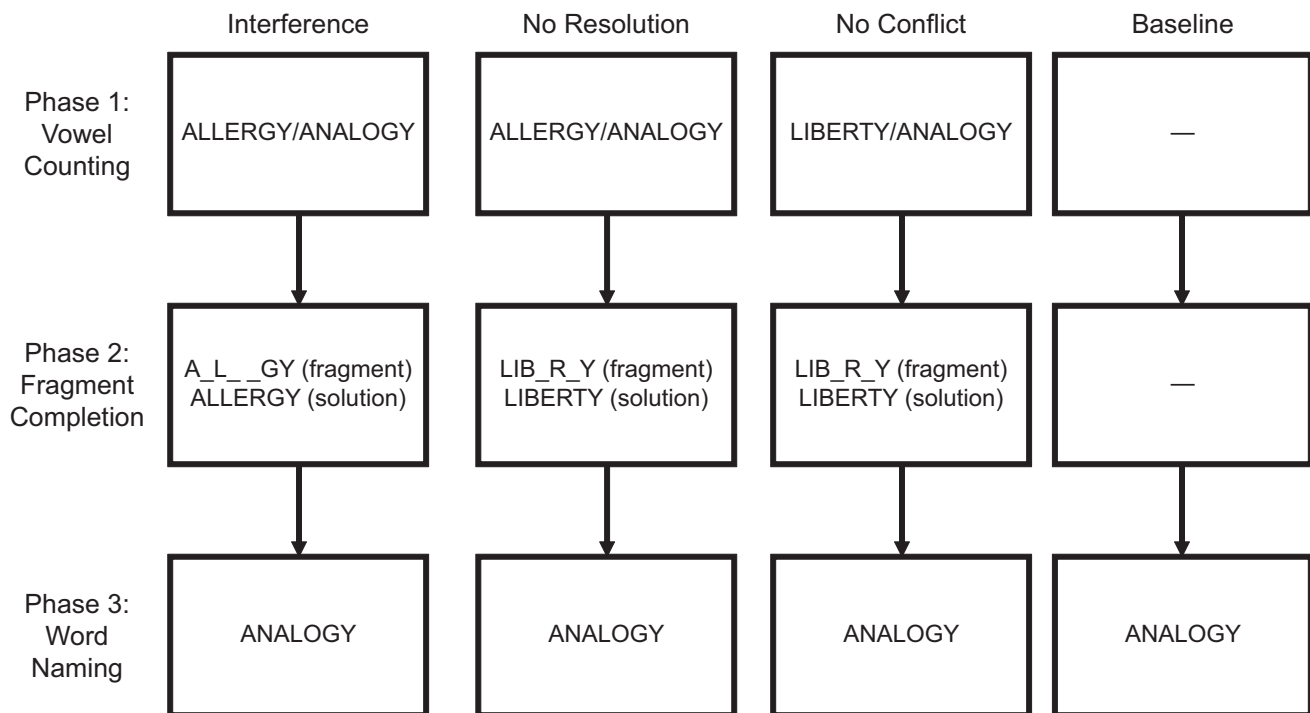 Interference
No Resolution
No Conflict
Baseline
Phase 1:
Vowel
Counting
ALLERGY/ANALOGY
ALLERGY/ANALOGY
LIBERTY/ANALOGY
—
—
Phase 2:
Fragment
Completion
A_L_ _GY (fragment)
ALLERGY (solution)
LIB_R_Y (fragment)
LIBERTY (solution)
LIB_R_Y (fragment)
LIBERTY (solution)
Phase 3:
Word
Naming
ANALOGY
ANALOGY
ANALOGY
ANALOGY